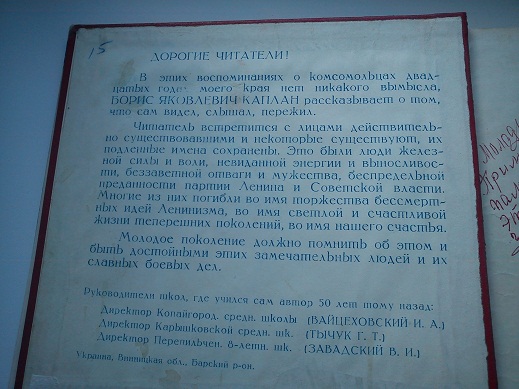 15
ДОРОГИЕ ЧИТАТЕЛИ!
В этих воспоминаниях о комсомольцах двад-
цатых годов моего края нет никакого вымысла,
БОРИС ЯКОВЛЕВИЧ КАПЛАН рассказывает о том,
что сам видел, слышал, пережил.
Читатель встретится с лицами действитель-
но существовавшими и некоторые существуют, их
подлинные имена сохранены. Это были люди желез-
ной силы и воли, невиданной энергии и выносливос-
ти, беззаветной отваги и мужества, беспредельной
преданности партии Ленина и Советской власти.
Многие из них погибли во имя торжества бессмерт-
ных идей Ленинизма, во имя светлой и счастливой
жизни теперешних поколений, во имя нашего счастья.
Молодое поколение должно помнить об этом и
быть достойными этих замечательных людей и их
славных боевых дел.
Руководители школ, где учился сам автор 50 лет тому назад:
Директор Копайгород. средн. школы (ВАЙЦЕХОВСКИЙ И. А.)
Директор Карышковской средн. шк. (ТЫЧУК Г. Т.)
Директор Перепильчен. 8-летн. шк. (ЗАВАДСКИЙ В. И.)
Украина, Винницкая обл., Барский р-он.